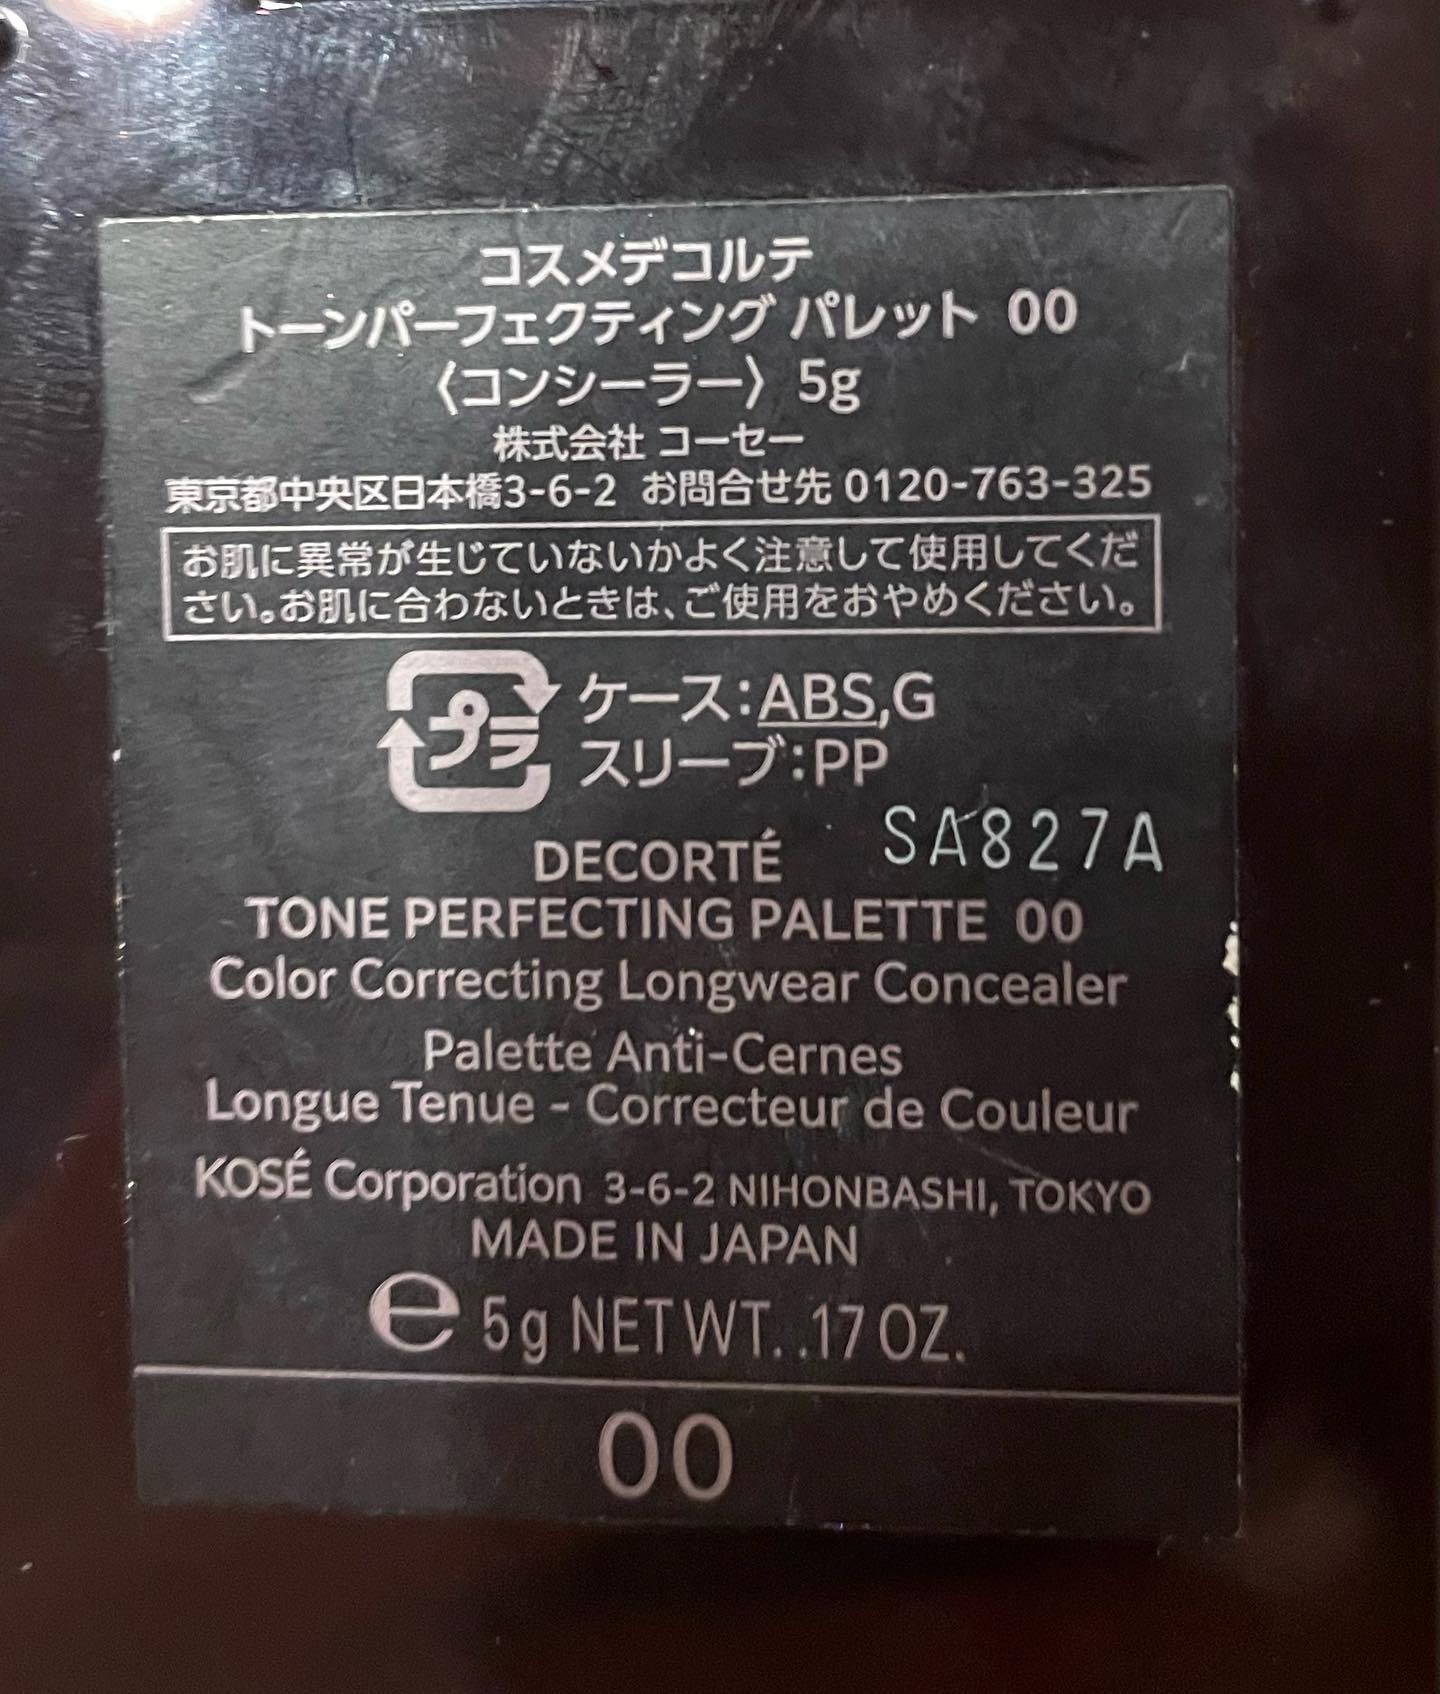 コスメデコルテ
トーンパーフェクティング パレット 00
〈コンシーラー〉 5g
株式会社 コーセー
東京都中央区日本橋3-6-2 お問合せ先 0120-763-325
お肌に異常が生じていないかよく注意して使用してくだ
さい。お肌に合わないときは、ご使用をおやめください。
プラ
ケース:ABS,G
スリーブ:PP
SA827A
DECORTÉ
TONE PERFECTING PALETTE 00
Color Correcting Longwear Concealer
Palette Anti-Cernes
Longue Tenue - Correcteur de Couleur
KOSÉ Corporation 3-6-2 NIHONBASHI, TOKYO
MADE IN JAPAN
e 5g NET WT. .17 OZ.
00